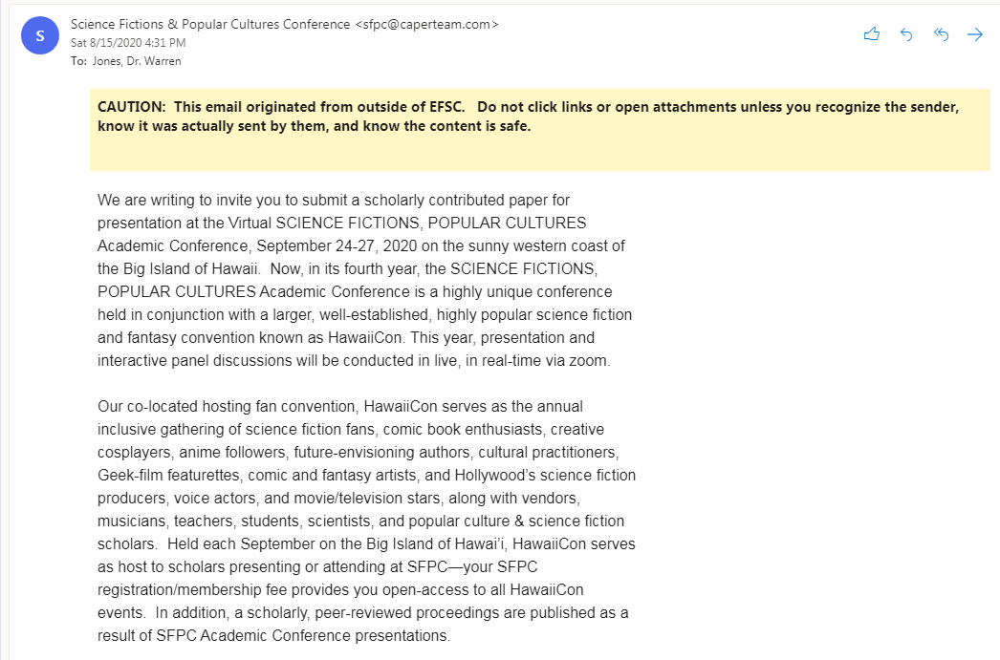 S
Science Fictions & Popular Cultures Conference <sfpc@caperteam.com>
Sat 8/15/2020 4:31 PM
To: Jones, Dr. Warren
CAUTION:  This email originated from outside of EFSC.   Do not click links or open attachments unless you recognize the sender,
know it was actually sent by them, and know the content is safe.
We are writing to invite you to submit a scholarly contributed paper for
presentation at the Virtual SCIENCE FICTIONS, POPULAR CULTURES
Academic Conference, September 24-27, 2020 on the sunny western coast of
the Big Island of Hawaii.  Now, in its fourth year, the SCIENCE FICTIONS,
POPULAR CULTURES Academic Conference is a highly unique conference
held in conjunction with a larger, well-established, highly popular science fiction
and fantasy convention known as HawaiiCon. This year, presentation and
interactive panel discussions will be conducted in live, in real-time via zoom.
Our co-located hosting fan convention, HawaiiCon serves as the annual
inclusive gathering of science fiction fans, comic book enthusiasts, creative
cosplayers, anime followers, future-envisioning authors, cultural practitioners,
Geek-film featurettes, comic and fantasy artists, and Hollywood’s science fiction
producers, voice actors, and movie/television stars, along with vendors,
musicians, teachers, students, scientists, and popular culture & science fiction
scholars.  Held each September on the Big Island of Hawai’i, HawaiiCon serves
as host to scholars presenting or attending at SFPC—your SFPC
registration/membership fee provides you open-access to all HawaiiCon
events.  In addition, a scholarly, peer-reviewed proceedings are published as a
result of SFPC Academic Conference presentations.